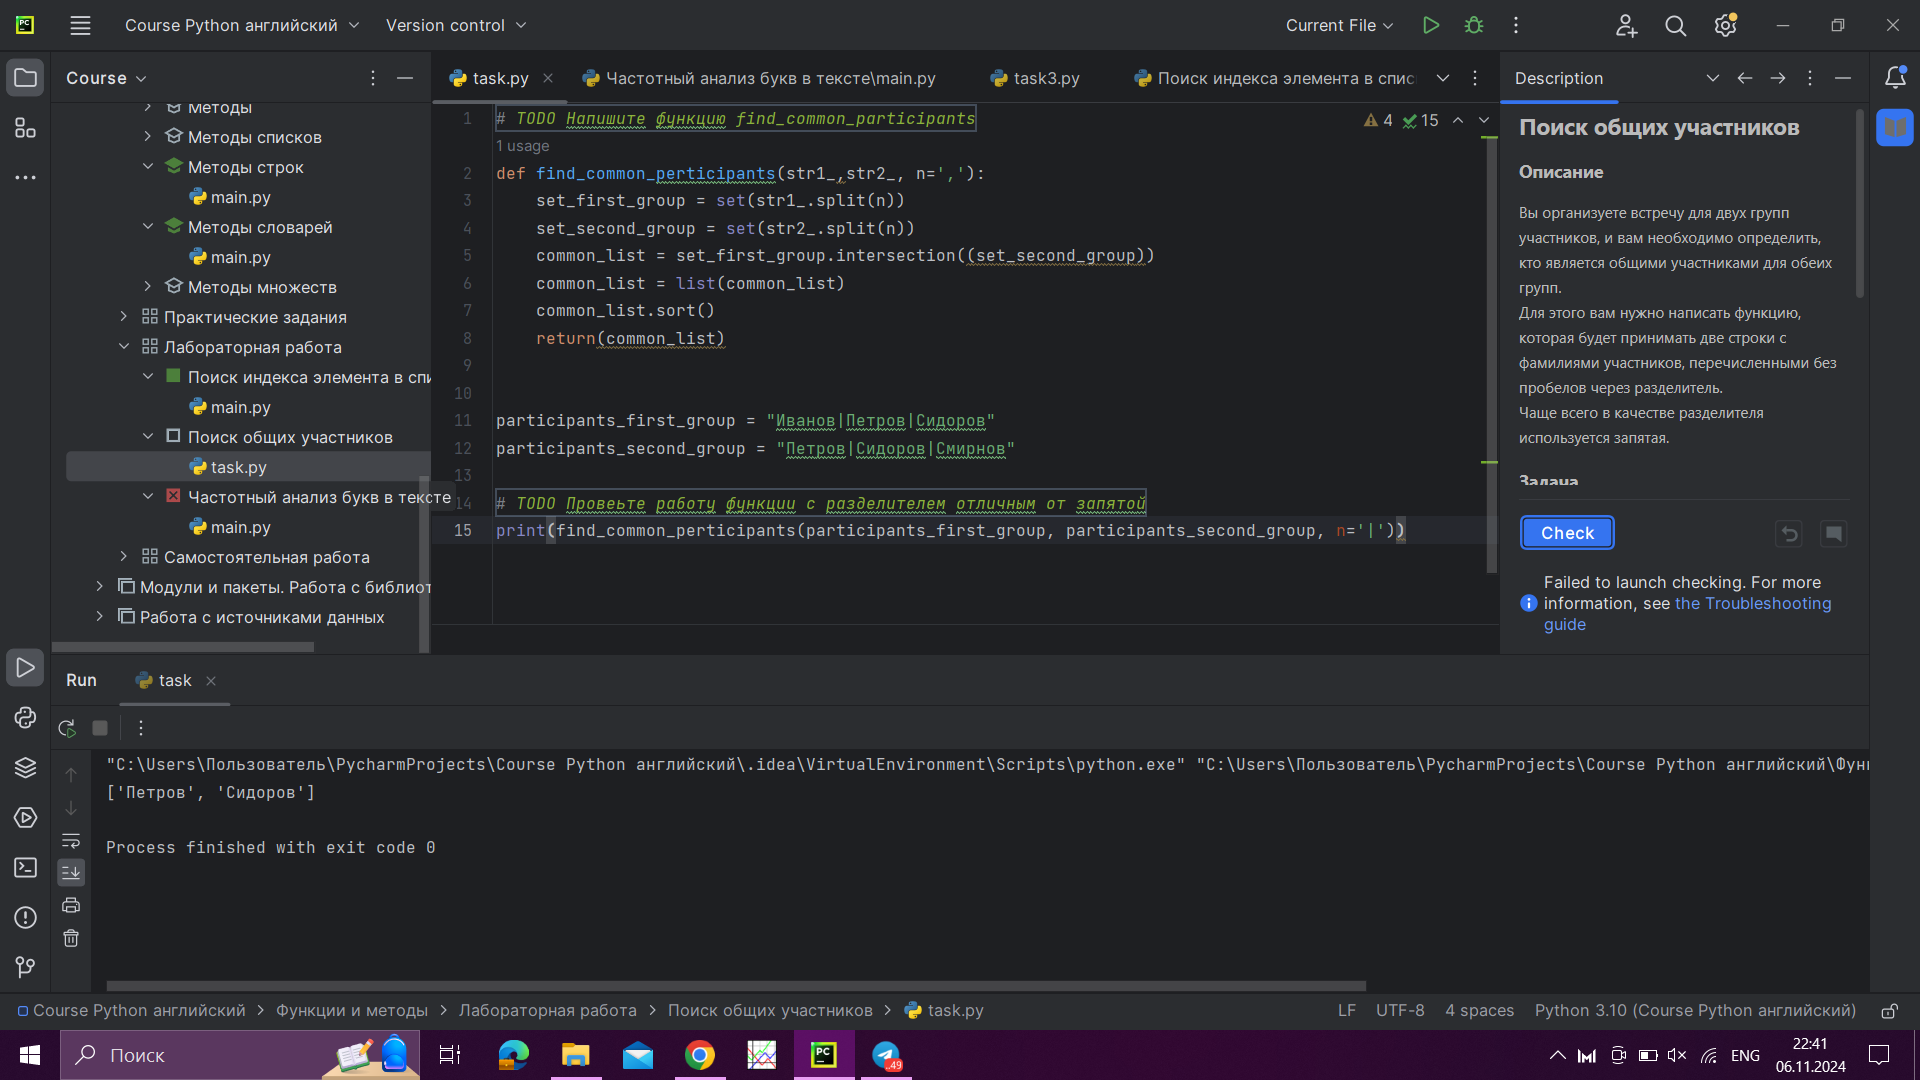 Course Python английский
Version control
Current File
Course
Методы
Методы списков
Методы строк
main.py
Методы словарей
main.py
Методы множеств
Практические задания
Лабораторная работа
Поиск индекса элемента в спи
main.py
Поиск общих участников
task.py
Частотный анализ букв в тексте
main.py
Самостоятельная работа
Модули и пакеты. Работа с библиот
Работа с источниками данных
task.py
Частотный анализ букв в тексте\main.py
task3.py
Поиск индекса элемента в спис
4 15
1 # TODO Напишите функцию find_common_participants
1 usage
2 def find_common_perticipants(str1_,str2_, n=','):
3 set_first_group = set(str1_.split(n))
4 set_second_group = set(str2_.split(n))
5 common_list = set_first_group.intersection((set_second_group))
6 common_list = list(common_list)
7 common_list.sort()
8 return(common_list)
9
10
11 participants_first_group = "Иванов|Петров|Сидоров"
12 participants_second_group = "Петров|Сидоров|Смирнов"
13
14 # TODO Провеьте работу функции с разделителем отличным от запятой
15 print(find_common_perticipants(participants_first_group, participants_second_group, n='|'))
Description
Поиск общих участников
Описание
Вы организуете встречу для двух групп
участников, и вам необходимо определить,
кто является общими участниками для обеих
групп.
Для этого вам нужно написать функцию,
которая будет принимать две строки с
фамилиями участников, перечисленными без
пробелов через разделитель.
Чаще всего в качестве разделителя
используется запятая.
Задача
Check
Failed to launch checking. For more
information, see the Troubleshooting
guide
Run
task
"C:\Users\Пользователь\PycharmProjects\Course Python английский\.idea\VirtualEnvironment\Scripts\python.exe" "C:\Users\Пользователь\PycharmProjects\Course Python английский\Фун
['Петров', 'Сидоров']
Process finished with exit code 0
Course Python английский > Функции и методы > Лабораторная работа > Поиск общих участников > task.py
LF UTF-8 4 spaces Python 3.10 (Course Python английский)
Поиск
PC
49
ENG
22:41
06.11.2024